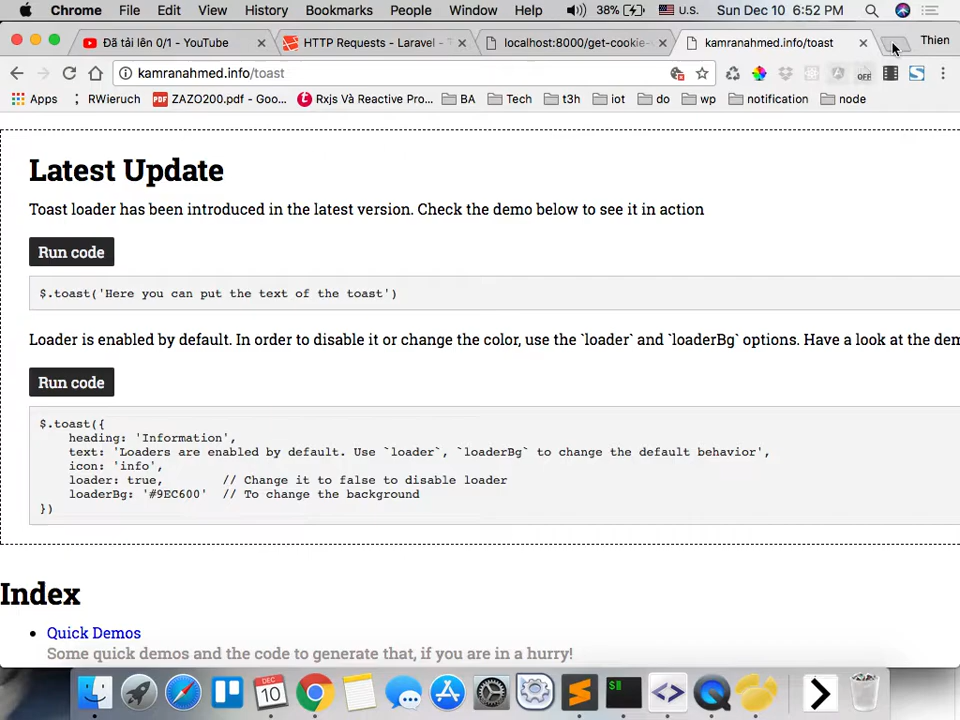 Chrome File Edit View History Bookmarks People Window Help 38% U.S. Sun Dec 10 6:52 PM
Đã tải lên 0/1 - YouTube HTTP Requests - Laravel - localhost:8000/get-cookie- kamranahmed.info/toast Thien
kamranahmed.info/toast OFF
Apps RWieruch ZAZO200.pdf - Goo... Rxjs Và Reactive Pro... BA Tech t3h iot do wp notification node
Latest Update
Toast loader has been introduced in the latest version. Check the demo below to see it in action
Run code
$.toast('Here you can put the text of the toast')
Loader is enabled by default. In order to disable it or change the color, use the `loader` and `loaderBg` options. Have a look at the dem
Run code
$.toast({
heading: 'Information',
text: 'Loaders are enabled by default. Use `loader`, `loaderBg` to change the default behavior',
icon: 'info',
loader: true, // Change it to false to disable loader
loaderBg: '#9EC600' // To change the background
})
Index
Quick Demos
Some quick demos and the code to generate that, if you are in a hurry!
DEC
10